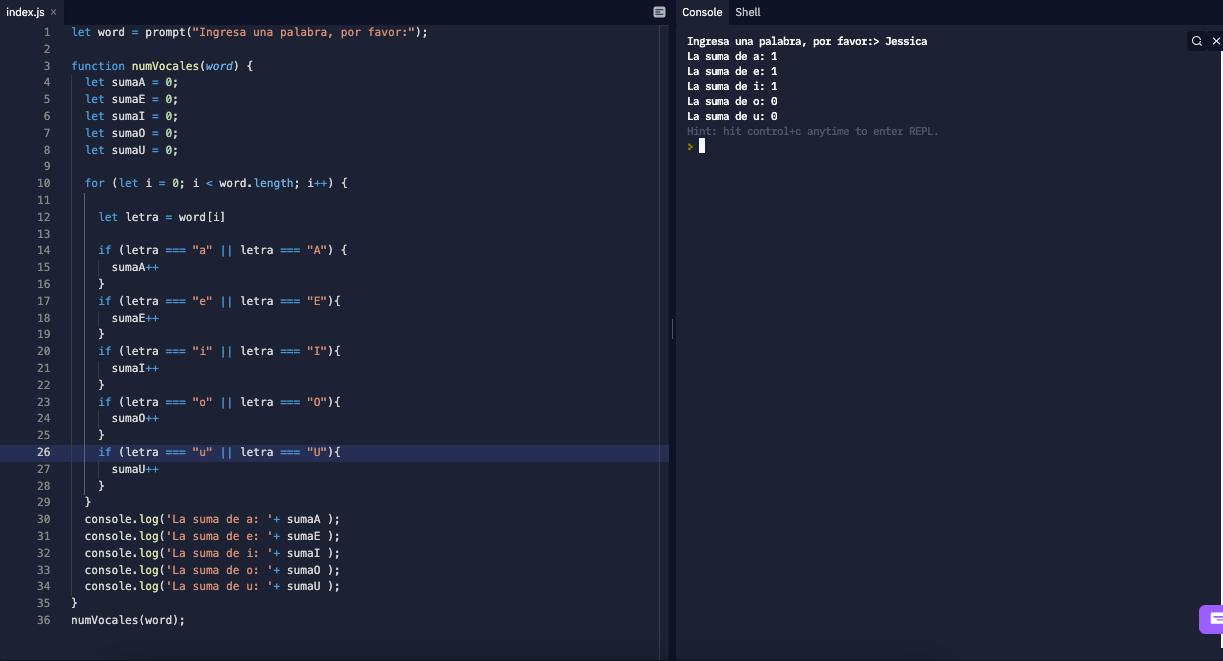 index.js ×
1 let word = prompt("Ingresa una palabra, por favor:");
2
3 function numVocales(word) {
4 let sumaA = 0;
5 let sumaE = 0;
6 let sumaI = 0;
7 let sumaO = 0;
8 let sumaU = 0;
9
10 for (let i = 0; i < word.length; i++) {
11
12 let letra = word[i]
13
14 if (letra === "a" || letra === "A") {
15 sumaA++
16 }
17 if (letra === "e" || letra === "E"){
18 sumaE++
19 }
20 if (letra === "i" || letra === "I"){
21 sumaI++
22 }
23 if (letra === "o" || letra === "O"){
24 sumaO++
25 }
26 if (letra === "u" || letra === "U"){
27 sumaU++
28 }
29 }
30 console.log('La suma de a: '+ sumaA );
31 console.log('La suma de e: '+ sumaE );
32 console.log('La suma de i: '+ sumaI );
33 console.log('La suma de o: '+ sumaO );
34 console.log('La suma de u: '+ sumaU );
35 }
36 numVocales(word);
Console Shell
Ingresa una palabra, por favor:> Jessica
La suma de a: 1
La suma de e: 1
La suma de i: 1
La suma de o: 0
La suma de u: 0
Hint: hit control+c anytime to enter REPL.
>